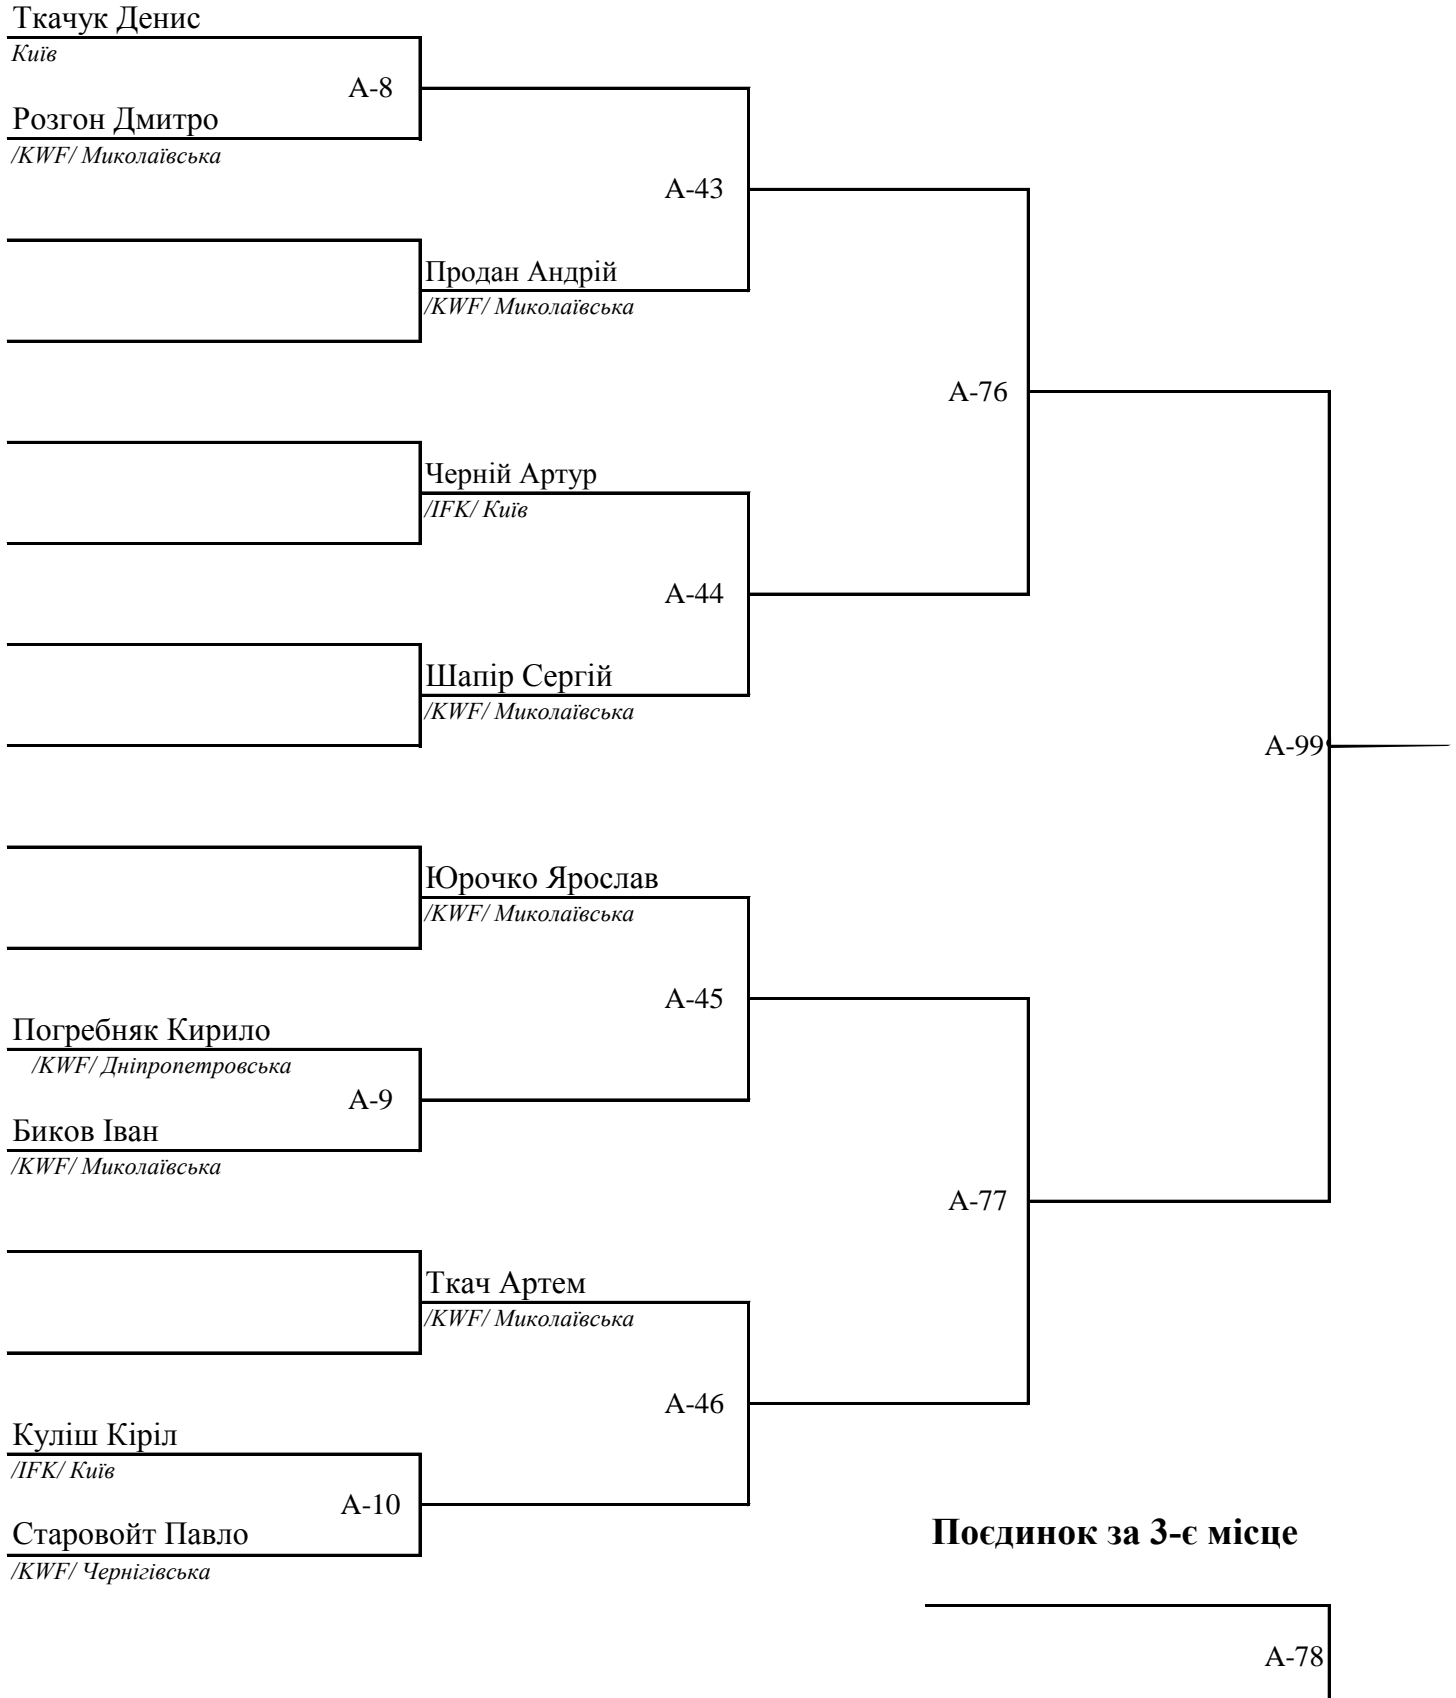 Ткачук Денис
Київ
А-8
Розгон Дмитро
/KWF/ Миколаївська
А-43
Продан Андрій
/KWF/ Миколаївська
А-76
Черній Артур
/IFK/ Київ
А-44
Шапір Сергій
/KWF/ Миколаївська
А-99
Юрочко Ярослав
/KWF/ Миколаївська
А-45
Погребняк Кирило
/KWF/ Дніпропетровська
А-9
Биков Іван
/KWF/ Миколаївська
А-77
Ткач Артем
/KWF/ Миколаївська
А-46
Куліш Кіріл
/IFK/ Київ
А-10
Старовойт Павло
/KWF/ Чернігівська
Поєдинок за 3-є місце
А-78